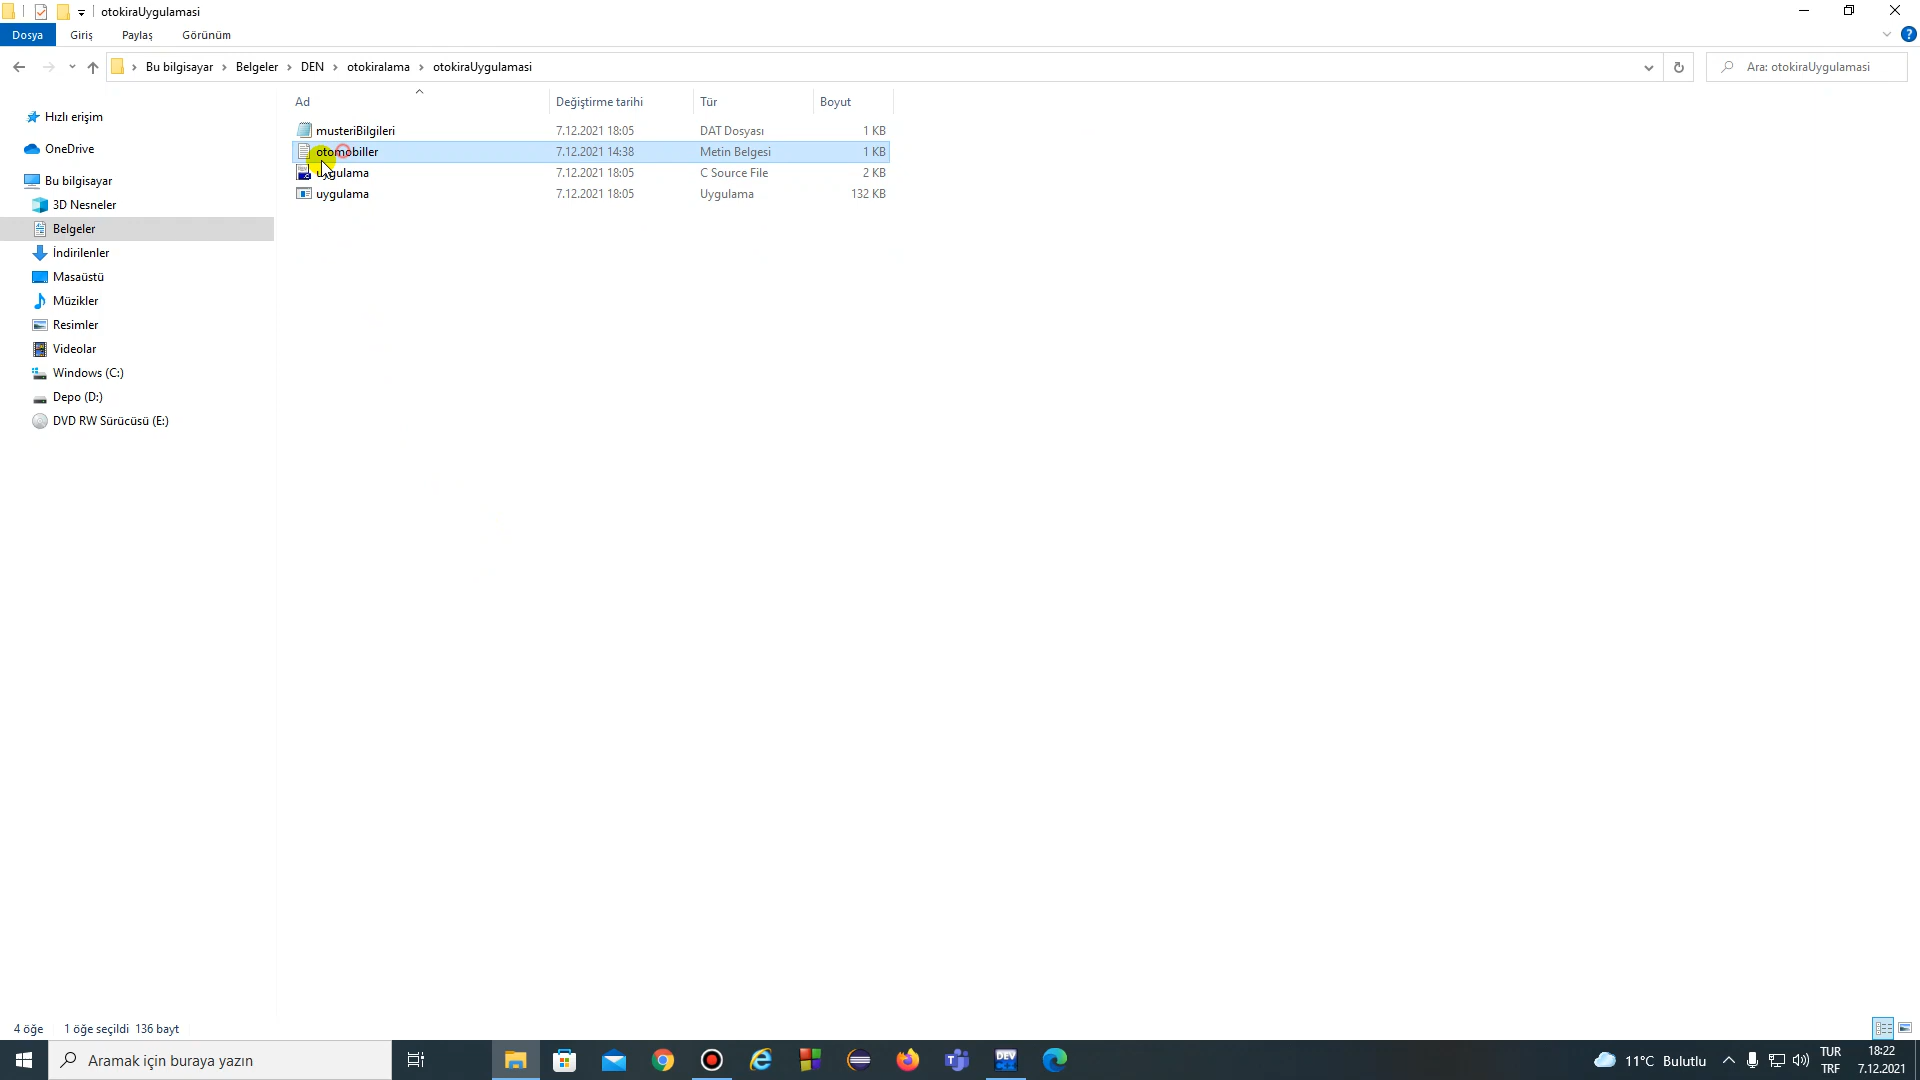 otokiraUygulamasi
Dosya Giriş Paylaş Görünüm
Bu bilgisayar Belgeler DEN otokiralama otokiraUygulamasi
Ara: otokiraUygulamasi
Ad Değiştirme tarihi Tür Boyut
musteriBilgileri 7.12.2021 18:05 DAT Dosyası 1 KB
otomobiller 7.12.2021 14:38 Metin Belgesi 1 KB
uygulama 7.12.2021 18:05 C Source File 2 KB
uygulama 7.12.2021 18:05 Uygulama 132 KB
Hızlı erişim
OneDrive
Bu bilgisayar
3D Nesneler
Belgeler
İndirilenler
Masaüstü
Müzikler
Resimler
Videolar
Windows (C:)
Depo (D:)
DVD RW Sürücüsü (E:)
4 öğe 1 öğe seçildi 136 bayt
Aramak için buraya yazın
DEV
11°C Bulutlu
TUR
TRF
18:22
7.12.2021